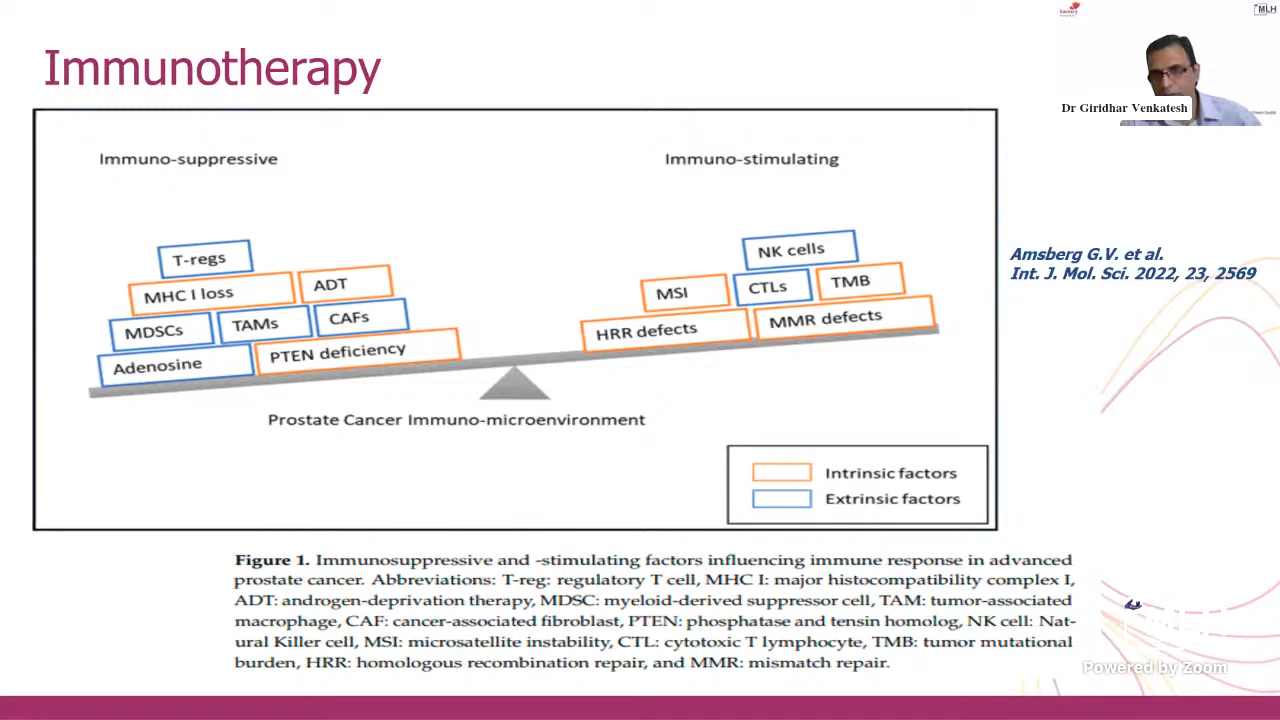 MLH
Immunotherapy
Dr Giridhar Venkatesh
Immuno-suppressive
Immuno-stimulating
T-regs
MHC I loss
ADT
MDSCs
TAMs
CAFs
Adenosine
PTEN deficiency
NK cells
MSI
CTLs
TMB
HRR defects
MMR defects
Prostate Cancer Immuno-microenvironment
Intrinsic factors
Extrinsic factors
Amsberg G.V. et al.
Int. J. Mol. Sci. 2022, 23, 2569
Figure 1. Immunosuppressive and -stimulating factors influencing immune response in advanced
prostate cancer. Abbreviations: T-reg: regulatory T cell, MHC I: major histocompatibility complex I,
ADT: androgen-deprivation therapy, MDSC: myeloid-derived suppressor cell, TAM: tumor-associated
macrophage, CAF: cancer-associated fibroblast, PTEN: phosphatase and tensin homolog, NK cell: Nat-
ural Killer cell, MSI: microsatellite instability, CTL: cytotoxic T lymphocyte, TMB: tumor mutational
burden, HRR: homologous recombination repair, and MMR: mismatch repair.
Powered by Zoom